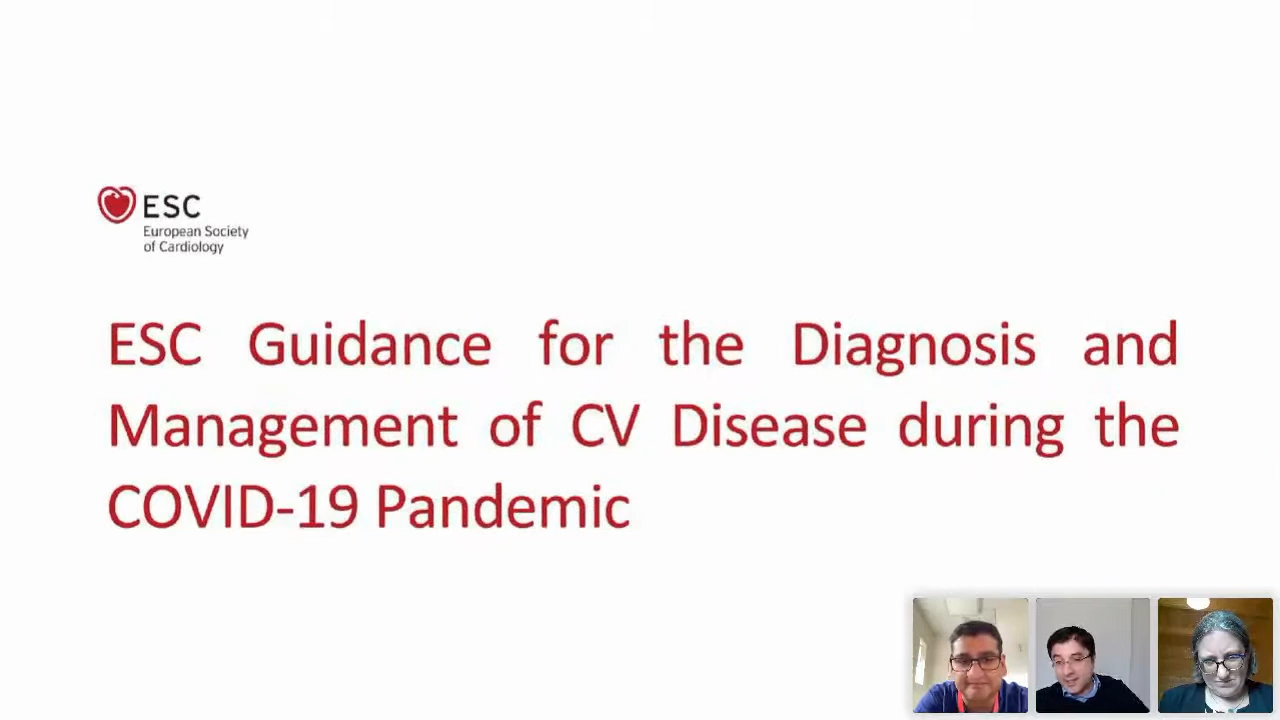 ESC
European Society
of Cardiology
ESC Guidance for the Diagnosis and
Management of CV Disease during the
COVID-19 Pandemic